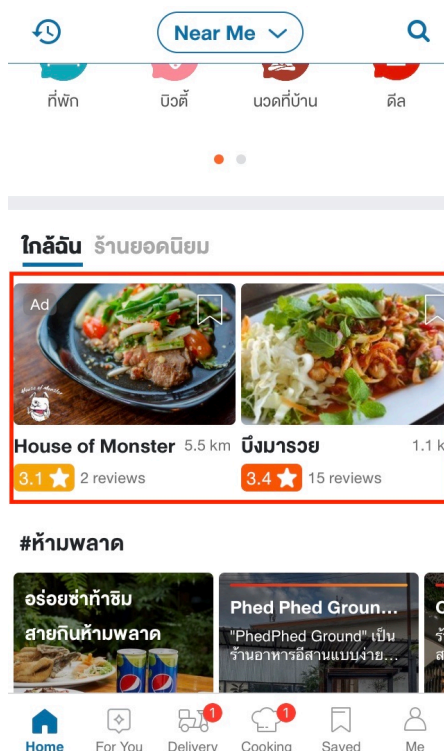 Near Me
ที่พัก บิวตี้ นวดที่บ้าน ดีล
ใกล้ฉัน ร้านยอดนิยม
Ad
House of Monster 5.5 km บึงมารวย 1.1 k
3.1 2 reviews 3.4 15 reviews
#ห้ามพลาด
อร่อยซ่าท้าชิม
สายกินห้ามพลาด
Phed Phed Groun...
"PhedPhed Ground" เป็น
ร้านอาหารอีสานแบบง่าย...
1 1
Home For You Delivery Cooking Saved Me